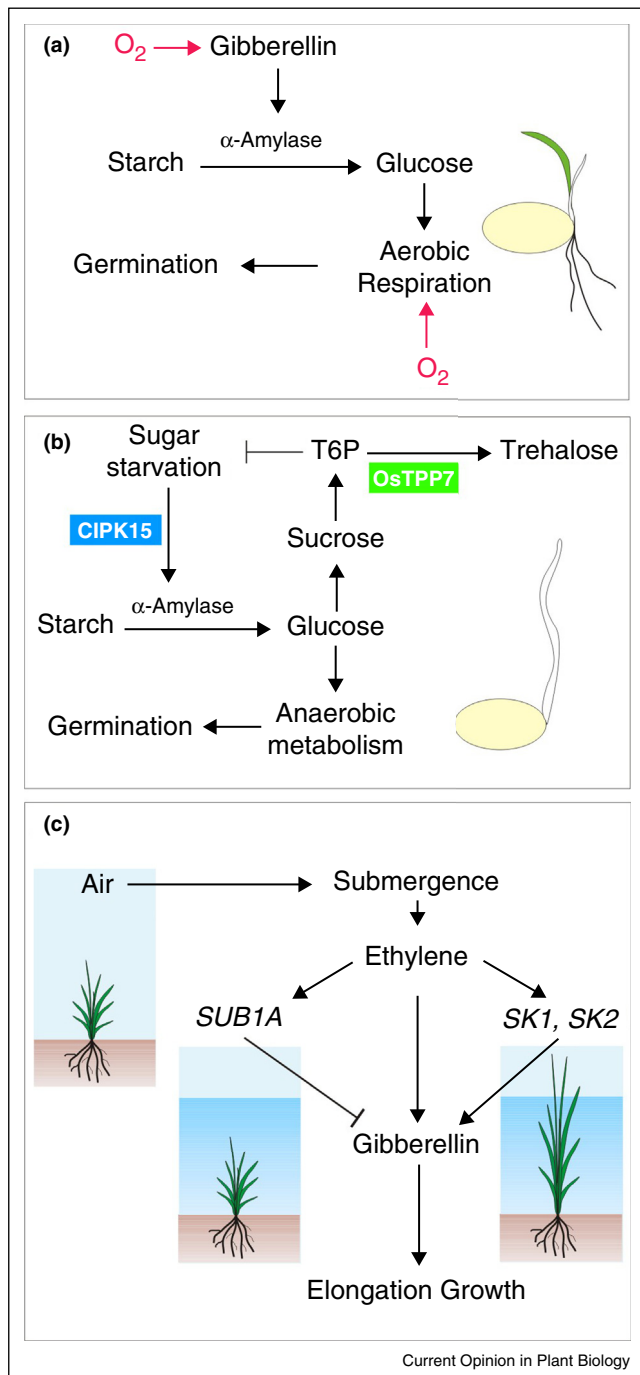 (a)
O2
Gibberellin
α-Amylase
Starch
Glucose
Germination
Aerobic
Respiration
O2
(b)
Sugar
starvation
T6P
Trehalose
OsTPP7
CIPK15
Sucrose
α-Amylase
Starch
Glucose
Germination
Anaerobic
metabolism
(c)
Air
Submergence
Ethylene
SUB1A
SK1, SK2
Gibberellin
Elongation Growth
Current Opinion in Plant Biology